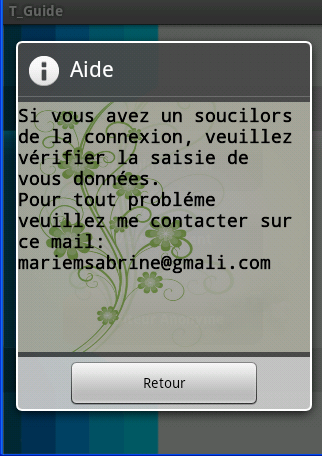 T_Guide
Aide
Si vous avez un soucilors
de la connexion, veuillez
vérifier la saisie de
vous données.
Pour tout probléme
veuillez me contacter sur
ce mail:
mariemsabrine@gmali.com
Retour